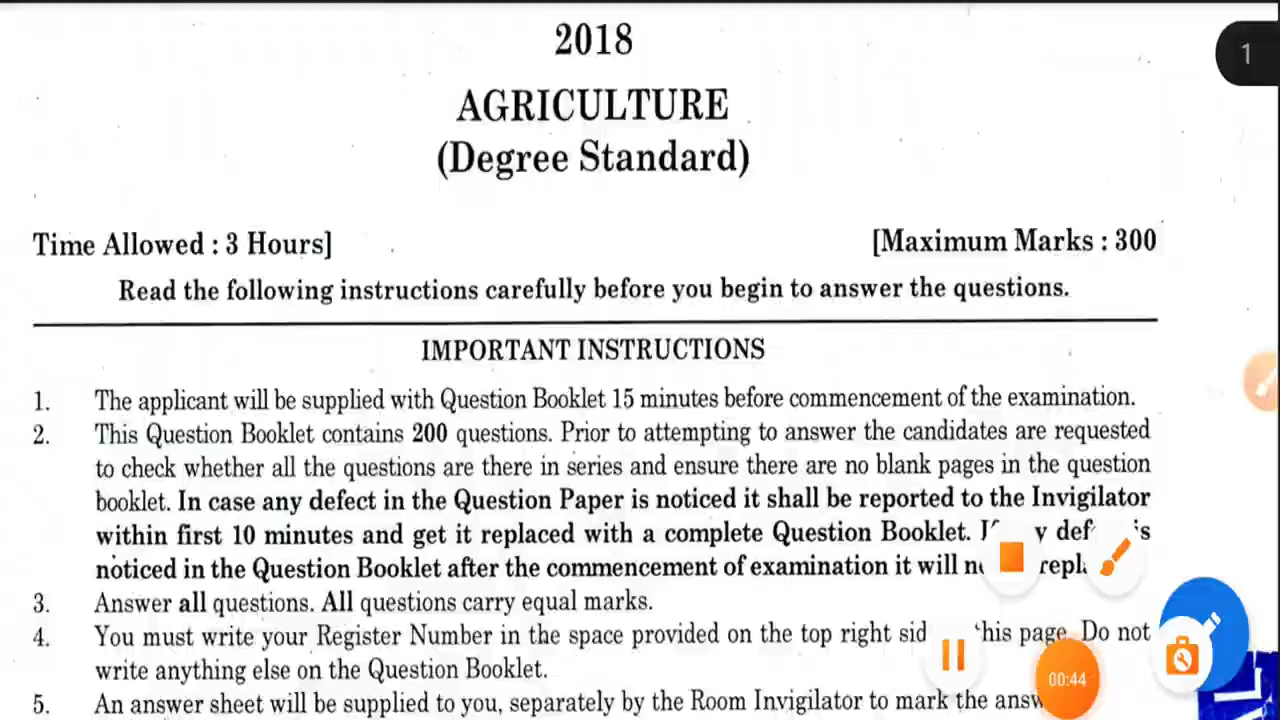 2018
1
AGRICULTURE
(Degree Standard)
Time Allowed : 3 Hours]
[Maximum Marks : 300
Read the following instructions carefully before you begin to answer the questions.
IMPORTANT INSTRUCTIONS
1. The applicant will be supplied with Question Booklet 15 minutes before commencement of the examination.
2. This Question Booklet contains 200 questions. Prior to attempting to answer the candidates are requested
to check whether all the questions are there in series and ensure there are no blank pages in the question
booklet. In case any defect in the Question Paper is noticed it shall be reported to the Invigilator
within first 10 minutes and get it replaced with a complete Question Booklet.
noticed in the Question Booklet after the commencement of examination it will
3. Answer all questions. All questions carry equal marks.
4. You must write your Register Number in the space provided on the top right page. Do not
write anything else on the Question Booklet.
5. An answer sheet will be supplied to you, separately by the Room Invigilator to mark the
00:44